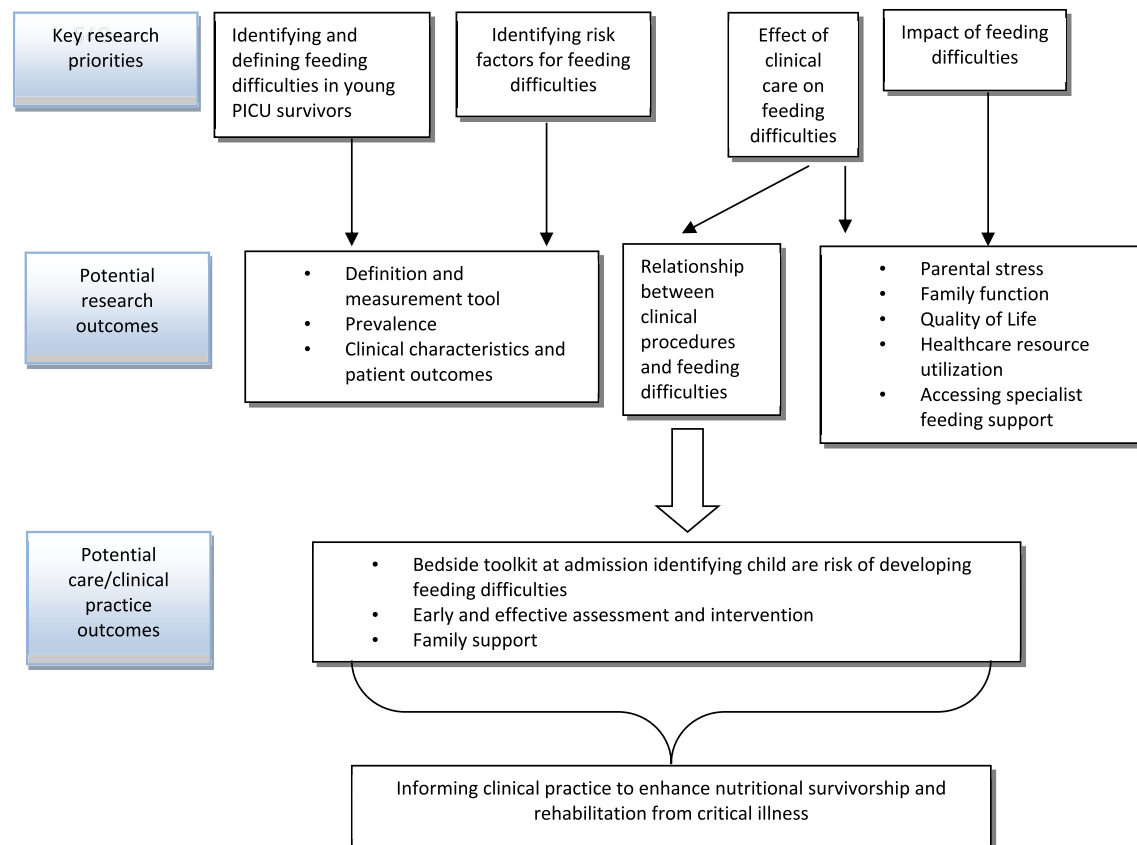 Key research
priorities
Identifying and
defining feeding
difficulties in young
PICU survivors
Identifying risk
factors for feeding
difficulties
Effect of
clinical
care on
feeding
difficulties
Impact of feeding
difficulties
Potential
research
outcomes
• Definition and
measurement tool
• Prevalence
• Clinical characteristics and
patient outcomes
Relationship
between
clinical
procedures
and feeding
difficulties
• Parental stress
• Family function
• Quality of Life
• Healthcare resource
utilization
• Accessing specialist
feeding support
Potential
care/clinical
practice
outcomes
• Bedside toolkit at admission identifying child are risk of developing
feeding difficulties
• Early and effective assessment and intervention
• Family support
Informing clinical practice to enhance nutritional survivorship and
rehabilitation from critical illness